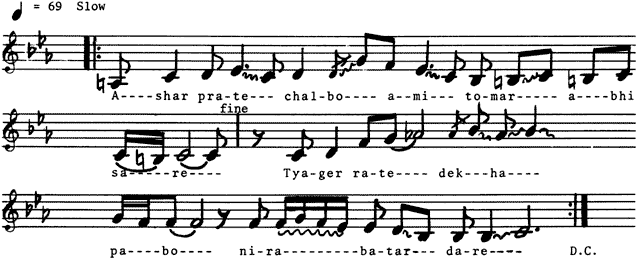 ♩ = 69 Slow
A----shar pra-te--- chal-bo---- a--mi--- to-mar----- a----bhi
fine
sa-----re---- Tya-ger ra-te---- dek---ha----
pa----bo---- ni-ra---------ba-tar--- da-re---- D.C.